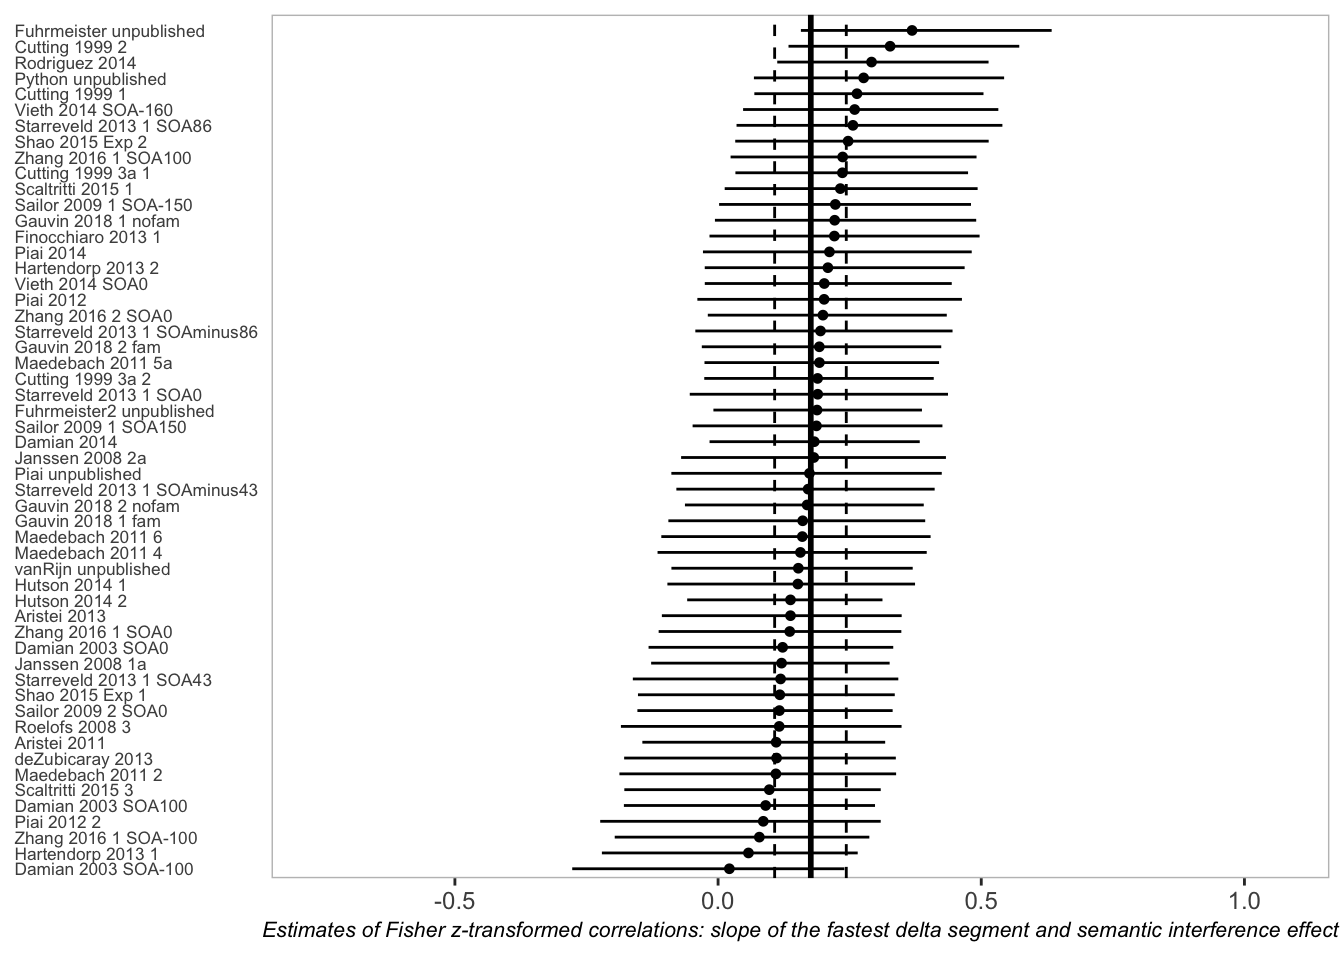 Fuhrmeister unpublished
Cutting 1999 2
Rodriguez 2014
Python unpublished
Cutting 1999 1
Vieth 2014 SOA-160
Starreveld 2013 1 SOA86
Shao 2015 Exp 2
Zhang 2016 1 SOA100
Cutting 1999 3a 1
Scaltritti 2015 1
Sailor 2009 1 SOA-150
Gauvin 2018 1 nofam
Finocchiaro 2013 1
Piai 2014
Hartendorp 2013 2
Vieth 2014 SOA0
Piai 2012
Zhang 2016 2 SOA0
Starreveld 2013 1 SOAminus86
Gauvin 2018 2 fam
Maedebach 2011 5a
Cutting 1999 3a 2
Starreveld 2013 1 SOA0
Fuhrmeister2 unpublished
Sailor 2009 1 SOA150
Damian 2014
Janssen 2008 2a
Piai unpublished
Starreveld 2013 1 SOAminus43
Gauvin 2018 2 nofam
Gauvin 2018 1 fam
Maedebach 2011 6
Maedebach 2011 4
vanRijn unpublished
Hutson 2014 1
Hutson 2014 2
Aristei 2013
Zhang 2016 1 SOA0
Damian 2003 SOA0
Janssen 2008 1a
Starreveld 2013 1 SOA43
Shao 2015 Exp 1
Sailor 2009 2 SOA0
Roelofs 2008 3
Aristei 2011
deZubicaray 2013
Maedebach 2011 2
Scaltritti 2015 3
Damian 2003 SOA100
Piai 2012 2
Zhang 2016 1 SOA-100
Hartendorp 2013 1
Damian 2003 SOA-100
-0.5 0.0 0.5 1.0
Estimates of Fisher z-transformed correlations: slope of the fastest delta segment and semantic interference effect